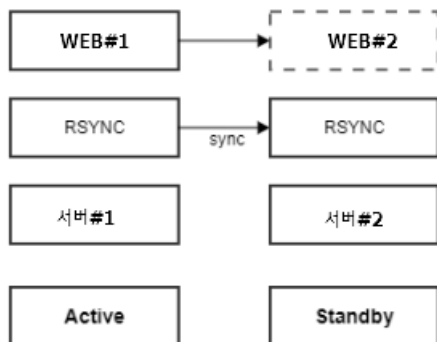 WEB#1
WEB#2
RSYNC
sync
RSYNC
서버#1
서버#2
Active
Standby